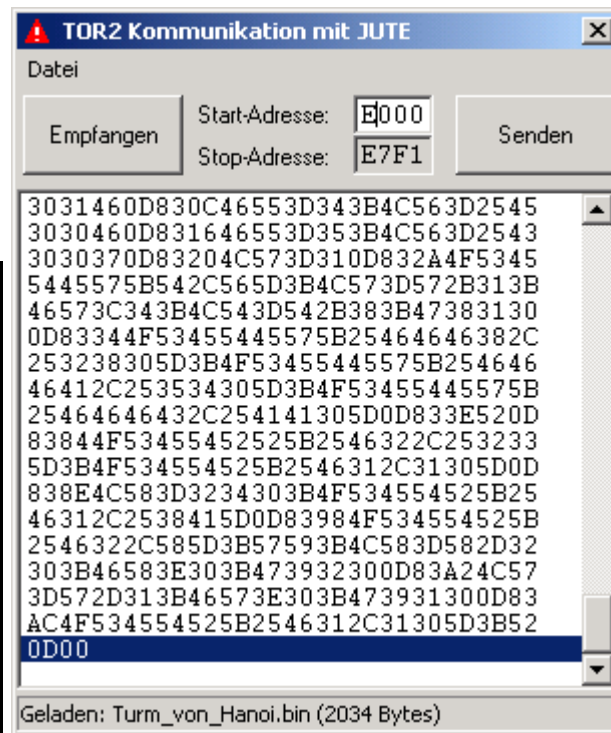 TOR2 Kommunikation mit JUTE
Datei
Empfangen
Start-Adresse: E000
Stop-Adresse: E7F1
Senden
3031460D830C46553D343B4C563D2545
3030460D831646553D353B4C563D2543
3030370D83204C573D310D832A4F5345
5445575B542C565D3B4C573D572B313B
46573C343B4C543D542B383B47383130
0D83344F53455445575B25464646382C
253238305D3B4F53455445575B254646
46412C253534305D3B4F53455445575B
25464646432C254141305D0D833E520D
83844F53455452525B2546322C253233
5D3B4F534554525B2546312C31305D0D
838E4C583D3234303B4F534554525B25
46312C2538415D0D83984F534554525B
2546322C585D3B57593B4C583D582D32
303B46583E303B473932300D83A24C57
3D572D313B46573E303B473931300D83
AC4F534554525B2546312C31305D3B52
0D00
Geladen: Turm_von_Hanoi.bin (2034 Bytes)